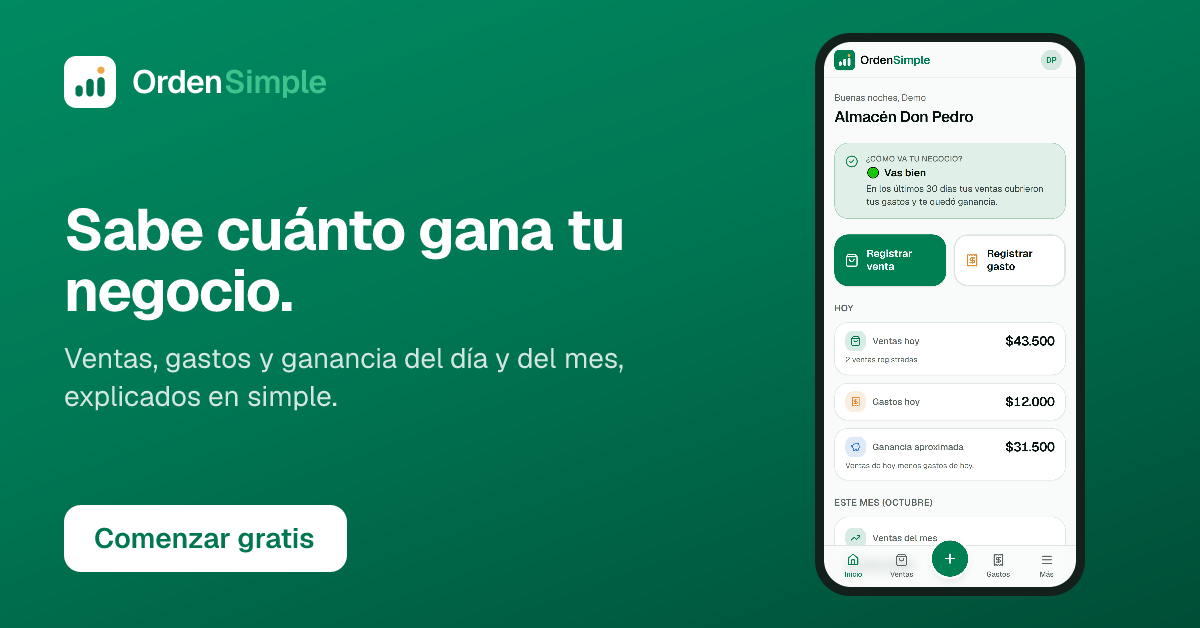 OrdenSimple
Sabe cuánto gana tu
negocio.
Ventas, gastos y ganancia del día y del mes,
explicados en simple.
Comenzar gratis
OrdenSimple
DP
Buenas noches, Demo
Almacén Don Pedro
¿CÓMO VA TU NEGOCIO?
Vas bien
En los últimos 30 días tus ventas cubrieron
tus gastos y te quedó ganancia.
Registrar
venta
Registrar
gasto
HOY
Ventas hoy
$43.500
2 ventas registradas
Gastos hoy
$12.000
Ganancia aproximada
$31.500
Ventas de hoy menos gastos de hoy.
ESTE MES (OCTUBRE)
Ventas del mes
Inicio
Ventas
Gastos
Más